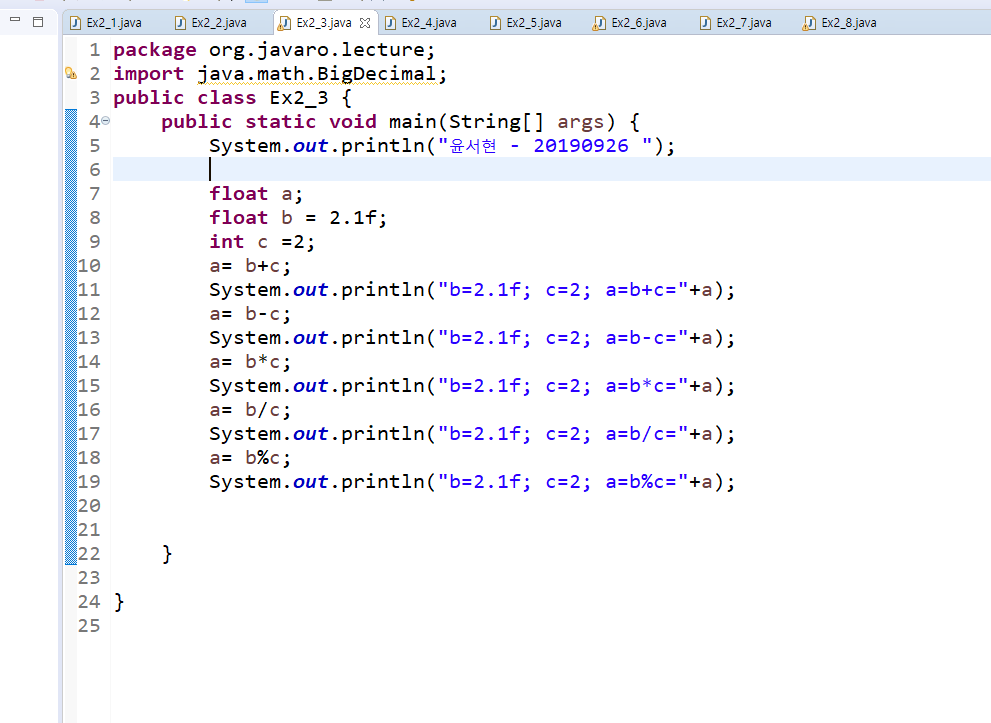 Ex2_1.java Ex2_2.java Ex2_3.java Ex2_4.java Ex2_5.java Ex2_6.java Ex2_7.java Ex2_8.java
1 package org.javaro.lecture;
2 import java.math.BigDecimal;
3 public class Ex2_3 {
4 public static void main(String[] args) {
5 System.out.println("윤서현 - 20190926 ");
6
7 float a;
8 float b = 2.1f;
9 int c =2;
10 a= b+c;
11 System.out.println("b=2.1f; c=2; a=b+c="+a);
12 a= b-c;
13 System.out.println("b=2.1f; c=2; a=b-c="+a);
14 a= b*c;
15 System.out.println("b=2.1f; c=2; a=b*c="+a);
16 a= b/c;
17 System.out.println("b=2.1f; c=2; a=b/c="+a);
18 a= b%c;
19 System.out.println("b=2.1f; c=2; a=b%c="+a);
20
21
22 }
23
24 }
25